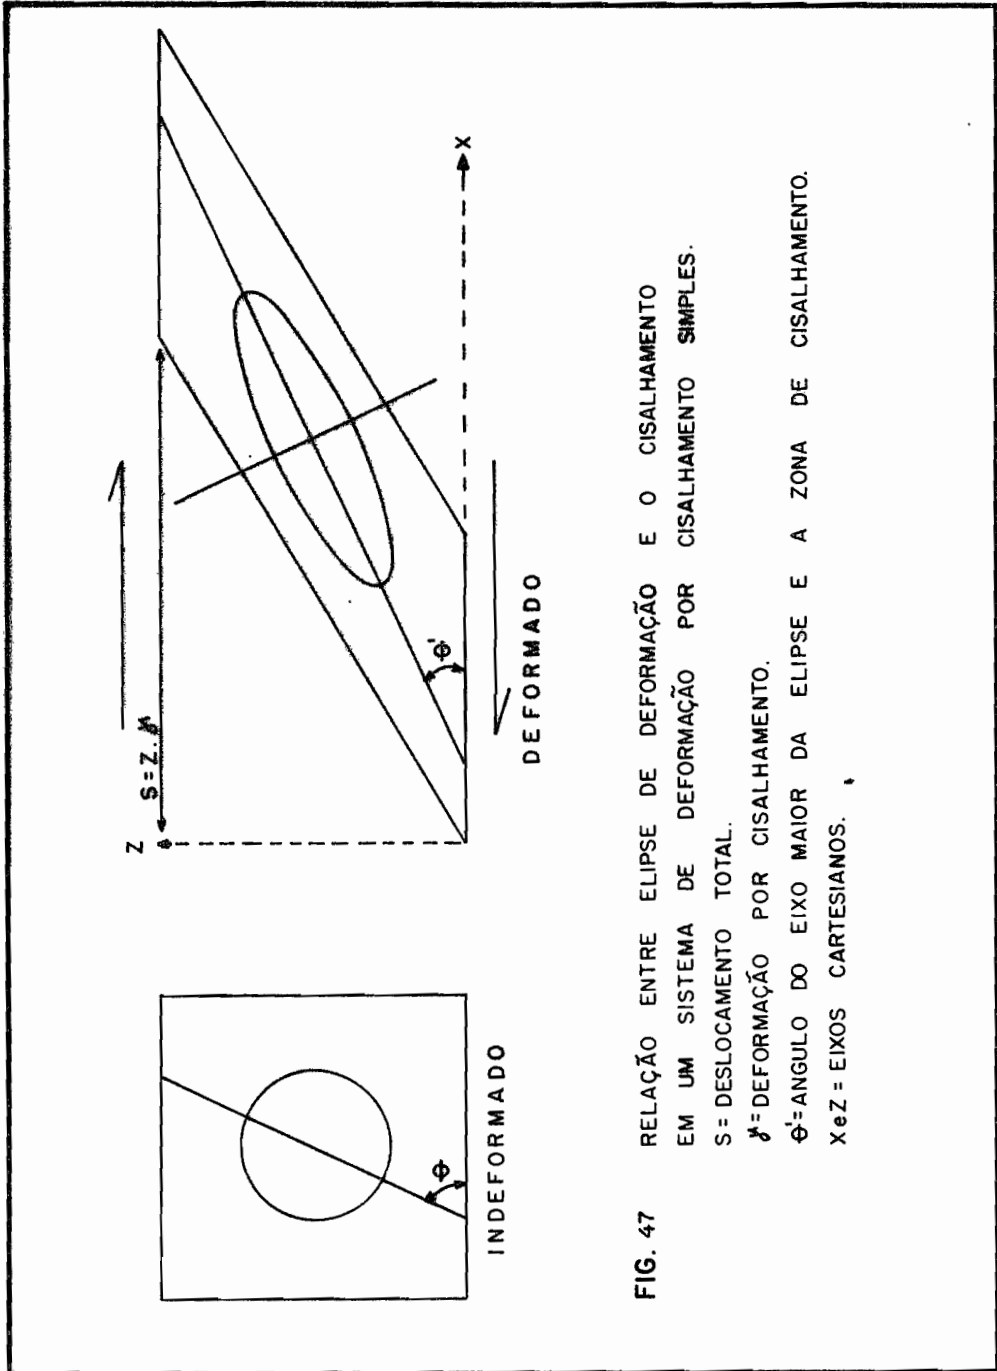 Z
S = Z . γ
X
θ
θ'
INDEFORMADO
DEFORMADO
FIG. 47 RELAÇÃO ENTRE ELIPSE DE DEFORMAÇÃO E O CISALHAMENTO
EM UM SISTEMA DE DEFORMAÇÃO POR CISALHAMENTO SIMPLES.
S = DESLOCAMENTO TOTAL.
γ = DEFORMAÇÃO POR CISALHAMENTO.
θ' = ANGULO DO EIXO MAIOR DA ELIPSE E A ZONA DE CISALHAMENTO.
X e Z = EIXOS CARTESIANOS.